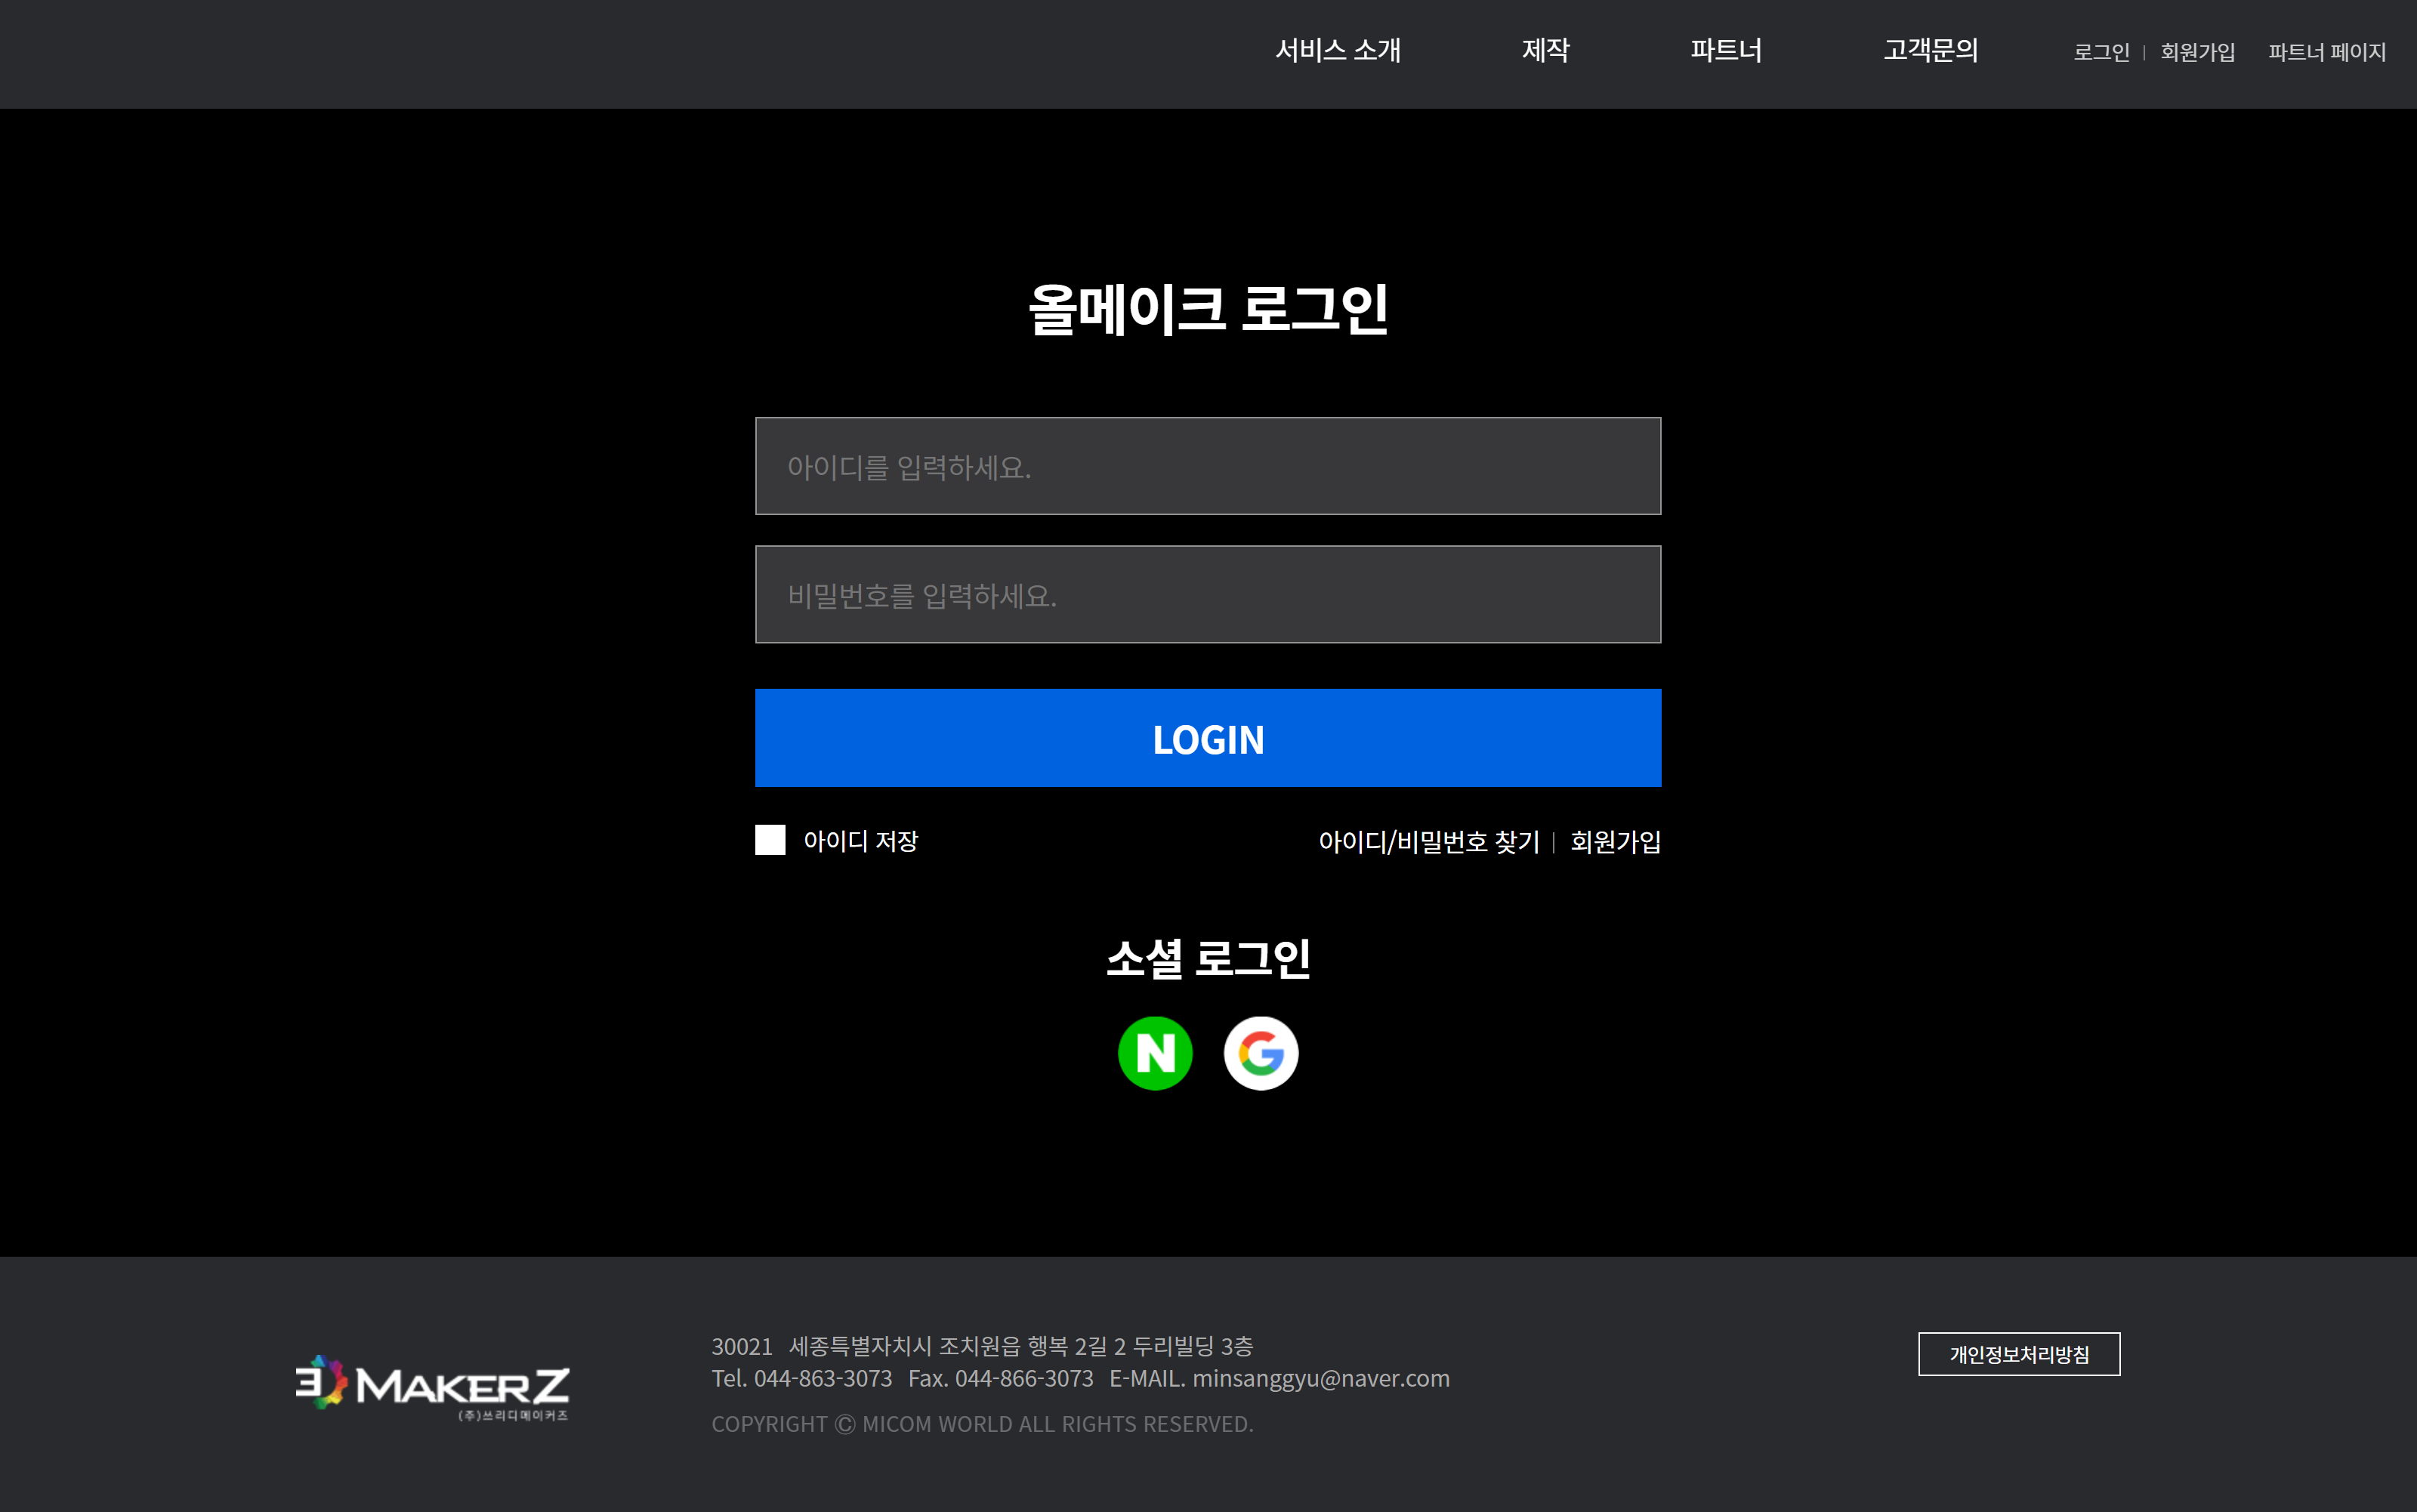 서비스 소개 제작 파트너 고객문의 로그인 회원가입 파트너 페이지
올메이크 로그인
아이디를 입력하세요.
비밀번호를 입력하세요.
LOGIN
아이디 저장 아이디/비밀번호 찾기 회원가입
소셜 로그인
N G
3D MAKERZ
(주)쓰리디메이커즈
30021 세종특별자치시 조치원읍 행복 2길 2 두리빌딩 3층
Tel. 044-863-3073 Fax. 044-866-3073 E-MAIL. minsanggyu@naver.com
COPYRIGHT Ⓒ MICOM WORLD ALL RIGHTS RESERVED.
개인정보처리방침